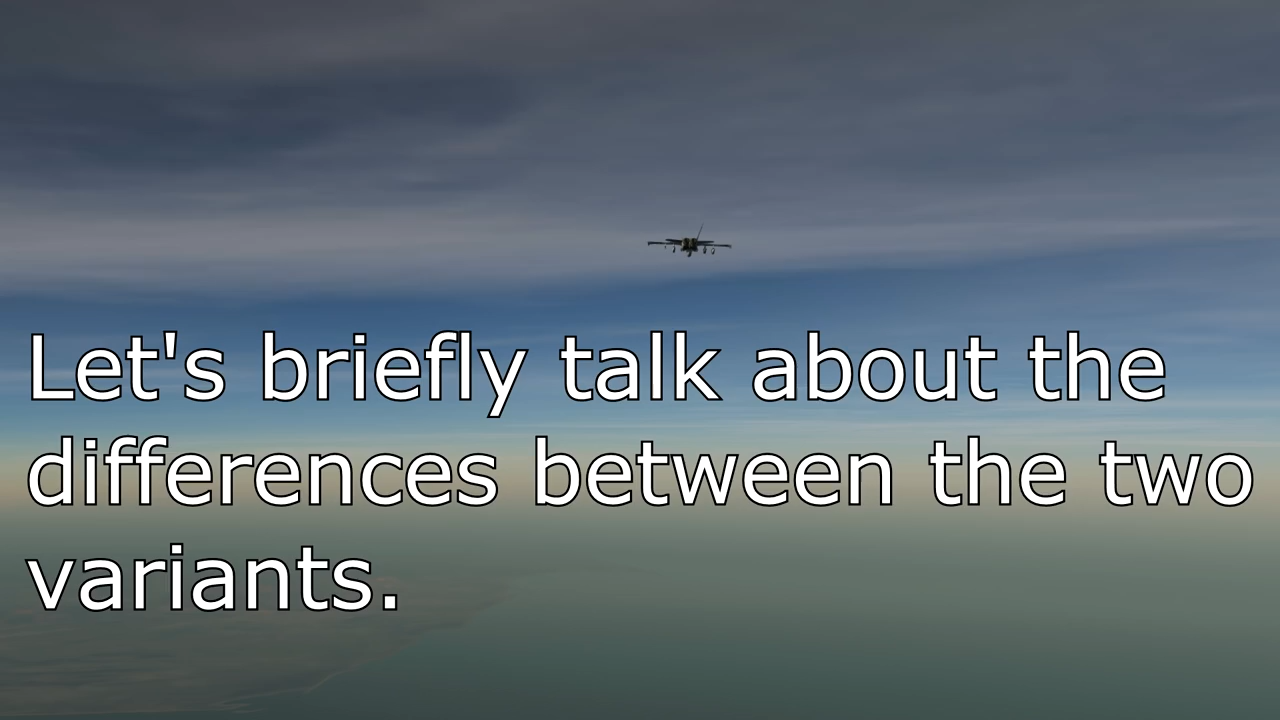 Let's briefly talk about the
differences between the two
variants.